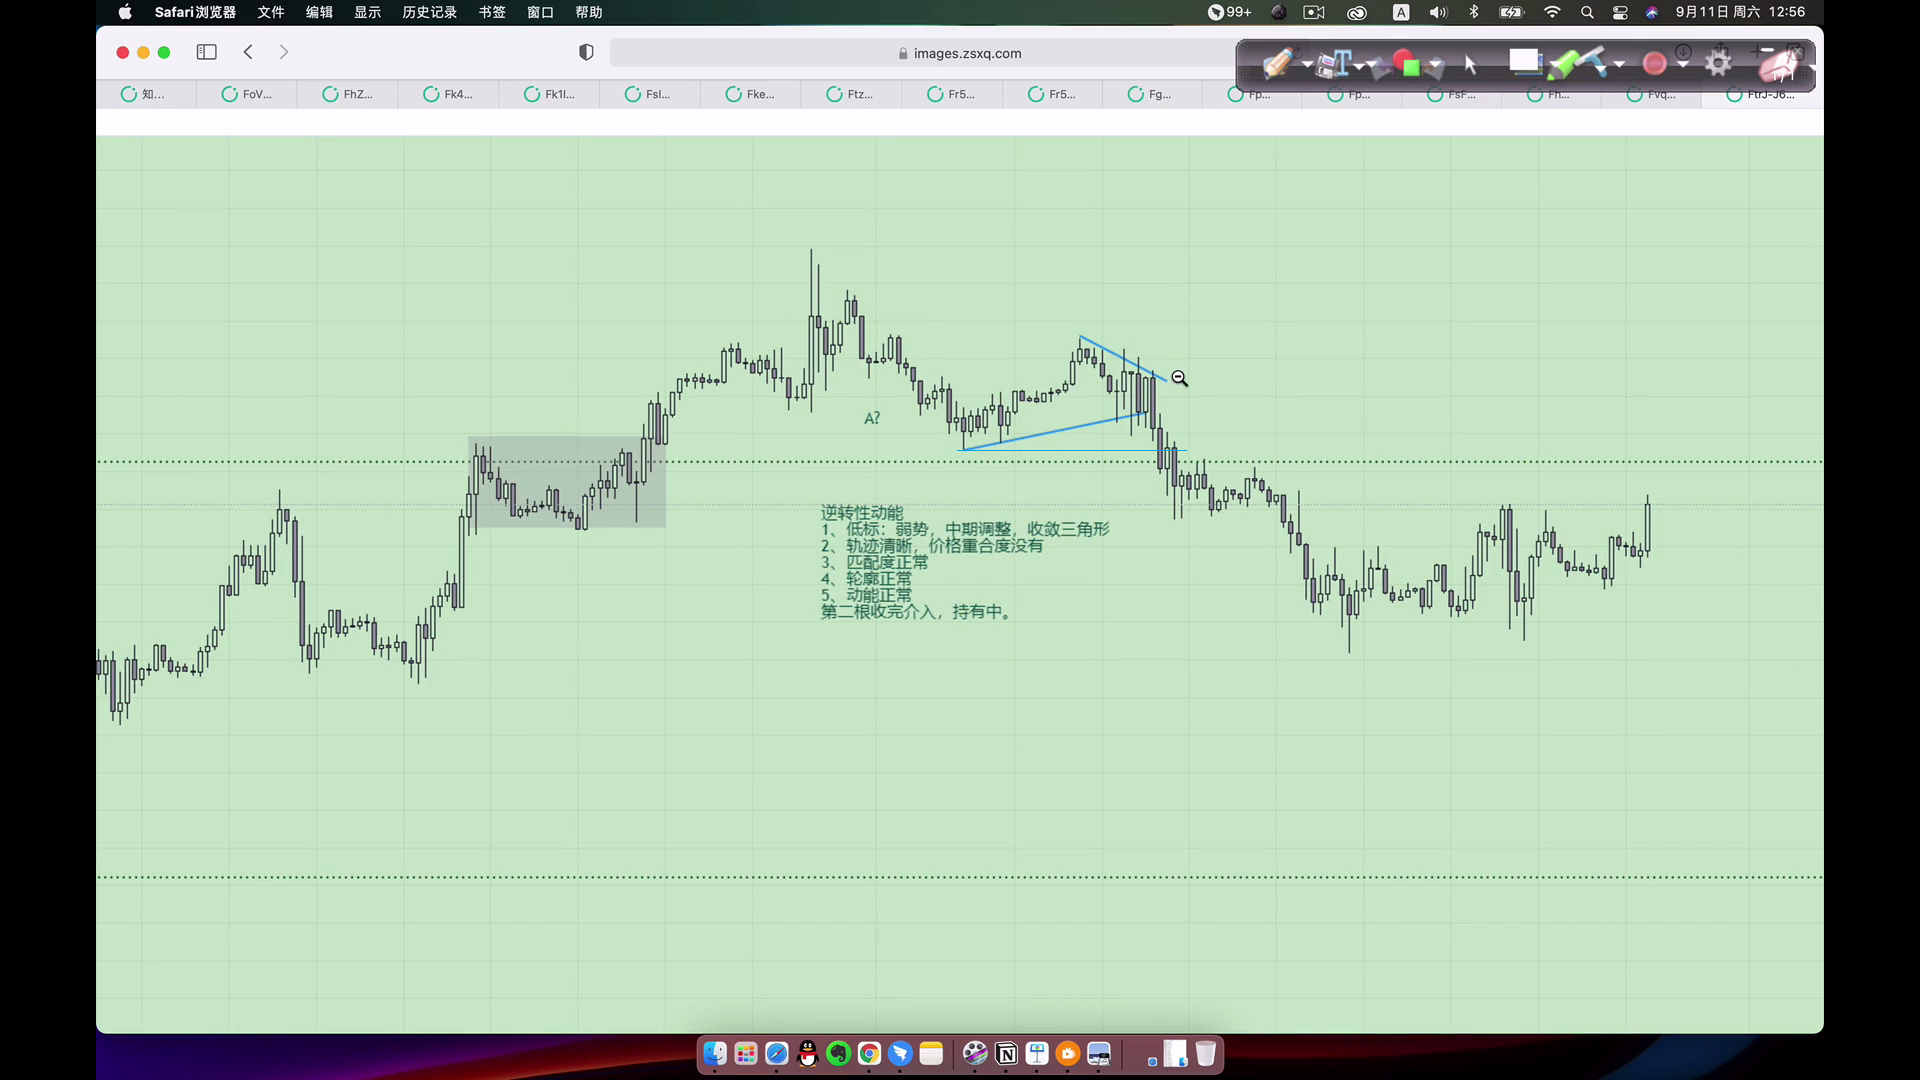 Safari浏览器 文件 编辑 显示 历史记录 书签 窗口 帮助 99+ A 9月11日 周六 12:56
images.zsxq.com
知... FoV... FhZ... Fk4... Fk1l... Fsl... Fke... Ftz... Fr5... Fr5... Fg... Fp... Fp... FsF... Fh... Fvq... FtrJ-J6...
A?
逆转性动能
1、低标：弱势，中期调整，收敛三角形
2、轨迹清晰，价格重合度没有
3、匹配度正常
4、轮廓正常
5、动能正常
第二根收完介入，持有中。